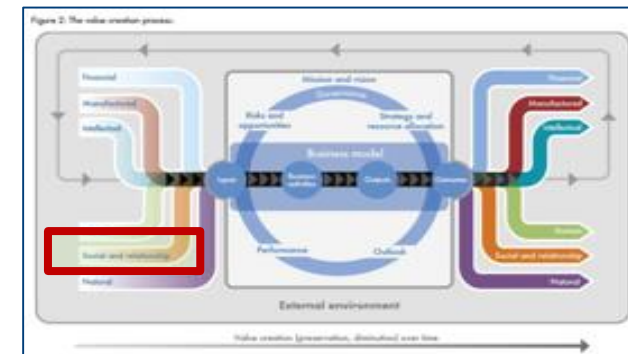 Figure 2: The value creation process.
Financial
Manufactured
Intellectual
Social and relationship
Natural
Mission and vision
Governance
Risks and opportunities
Strategy and resource allocation
Business model
Inputs
Business activities
Outputs
Outcomes
Performance
Outlook
Financial
Manufactured
Intellectual
Human
Social and relationship
Natural
External environment
Value creation (preservation, diminution) over time